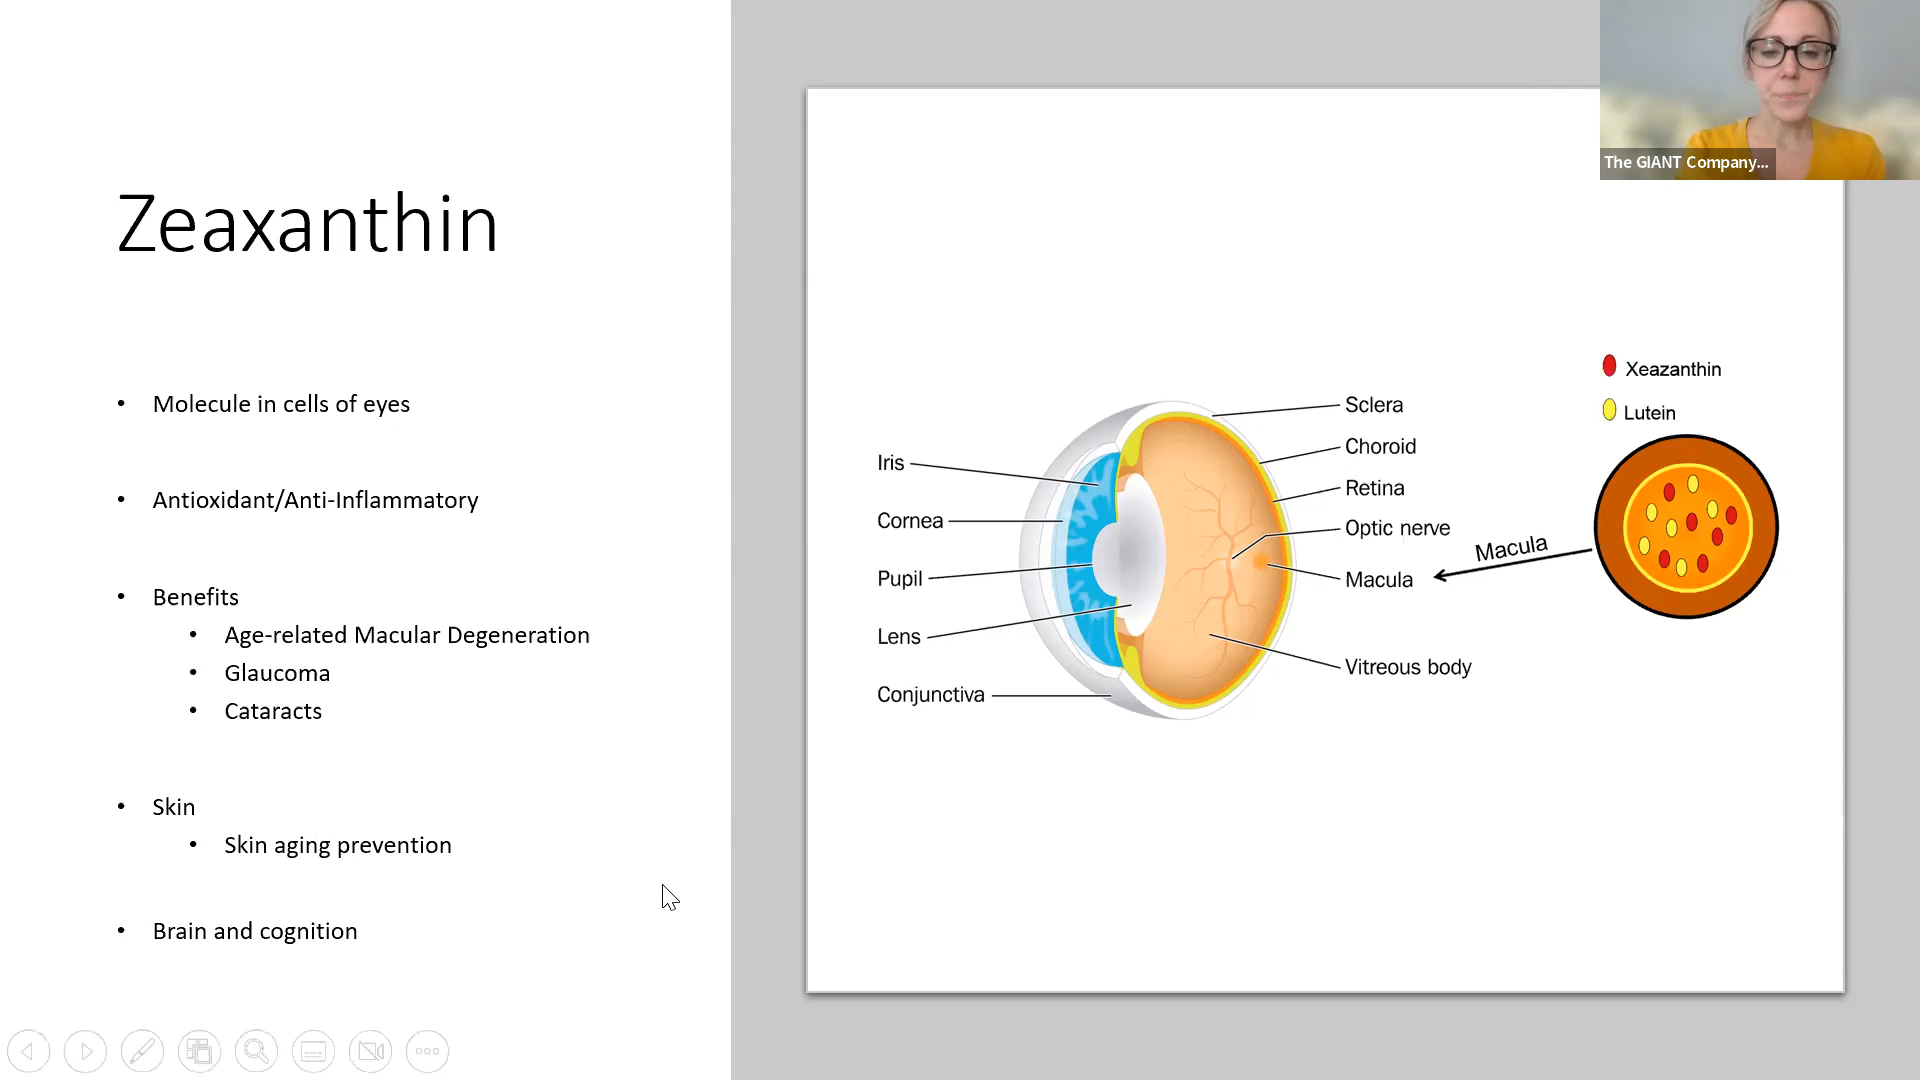 Zeaxanthin
• Molecule in cells of eyes
• Antioxidant/Anti-Inflammatory
• Benefits
• Age-related Macular Degeneration
• Glaucoma
• Cataracts
• Skin
• Skin aging prevention
• Brain and cognition
Iris
Cornea
Pupil
Lens
Conjunctiva
Sclera
Choroid
Retina
Optic nerve
Macula
Vitreous body
Macula
Xeazanthin
Lutein
The GIANT Company...